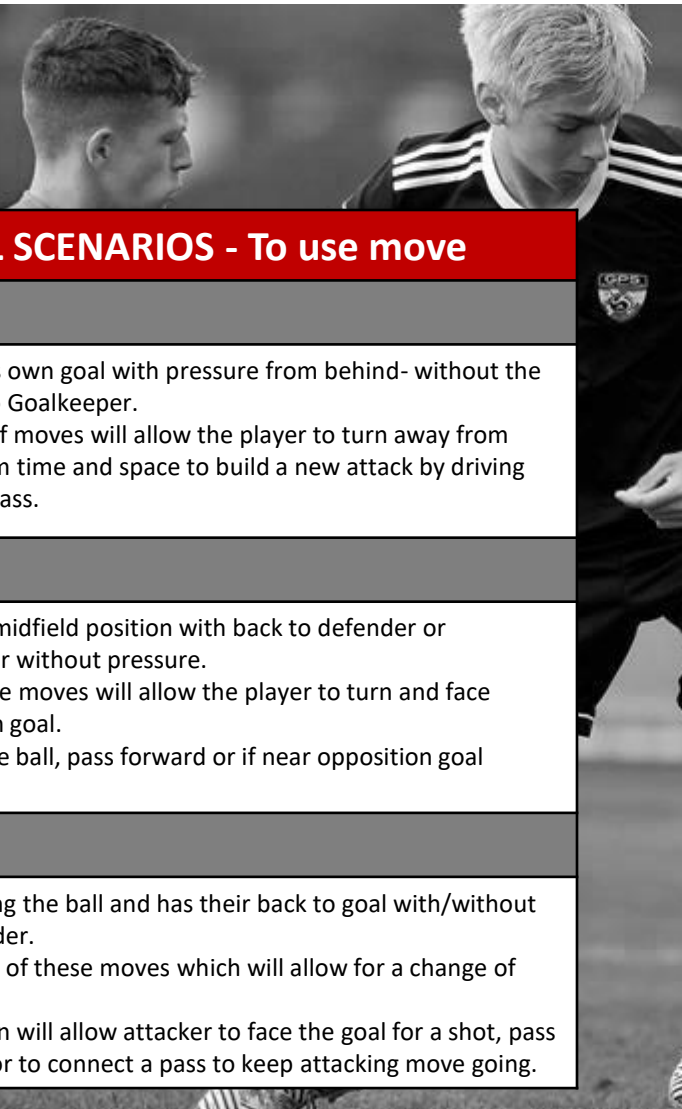 SCENARIOS - To use move
GPS
own goal with pressure from behind- without the
Goalkeeper.
moves will allow the player to turn away from
time and space to build a new attack by driving
midfield position with back to defender or
without pressure.
moves will allow the player to turn and face
goal.
ball, pass forward or if near opposition goal
the ball and has their back to goal with/without
of these moves which will allow for a change of
will allow attacker to face the goal for a shot, pass
or to connect a pass to keep attacking move going.